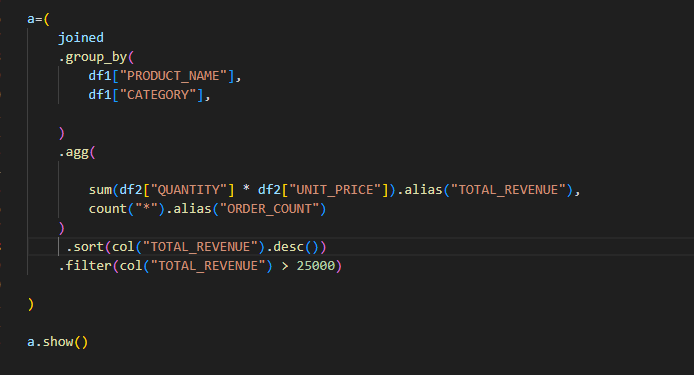 a=(
    joined
    .group_by(
        df1["PRODUCT_NAME"],
        df1["CATEGORY"],
    )
    .agg(
        sum(df2["QUANTITY"] * df2["UNIT_PRICE"]).alias("TOTAL_REVENUE"),
        count("*").alias("ORDER_COUNT")
    )
     .sort(col("TOTAL_REVENUE").desc())
    .filter(col("TOTAL_REVENUE") > 25000)
)
a.show()